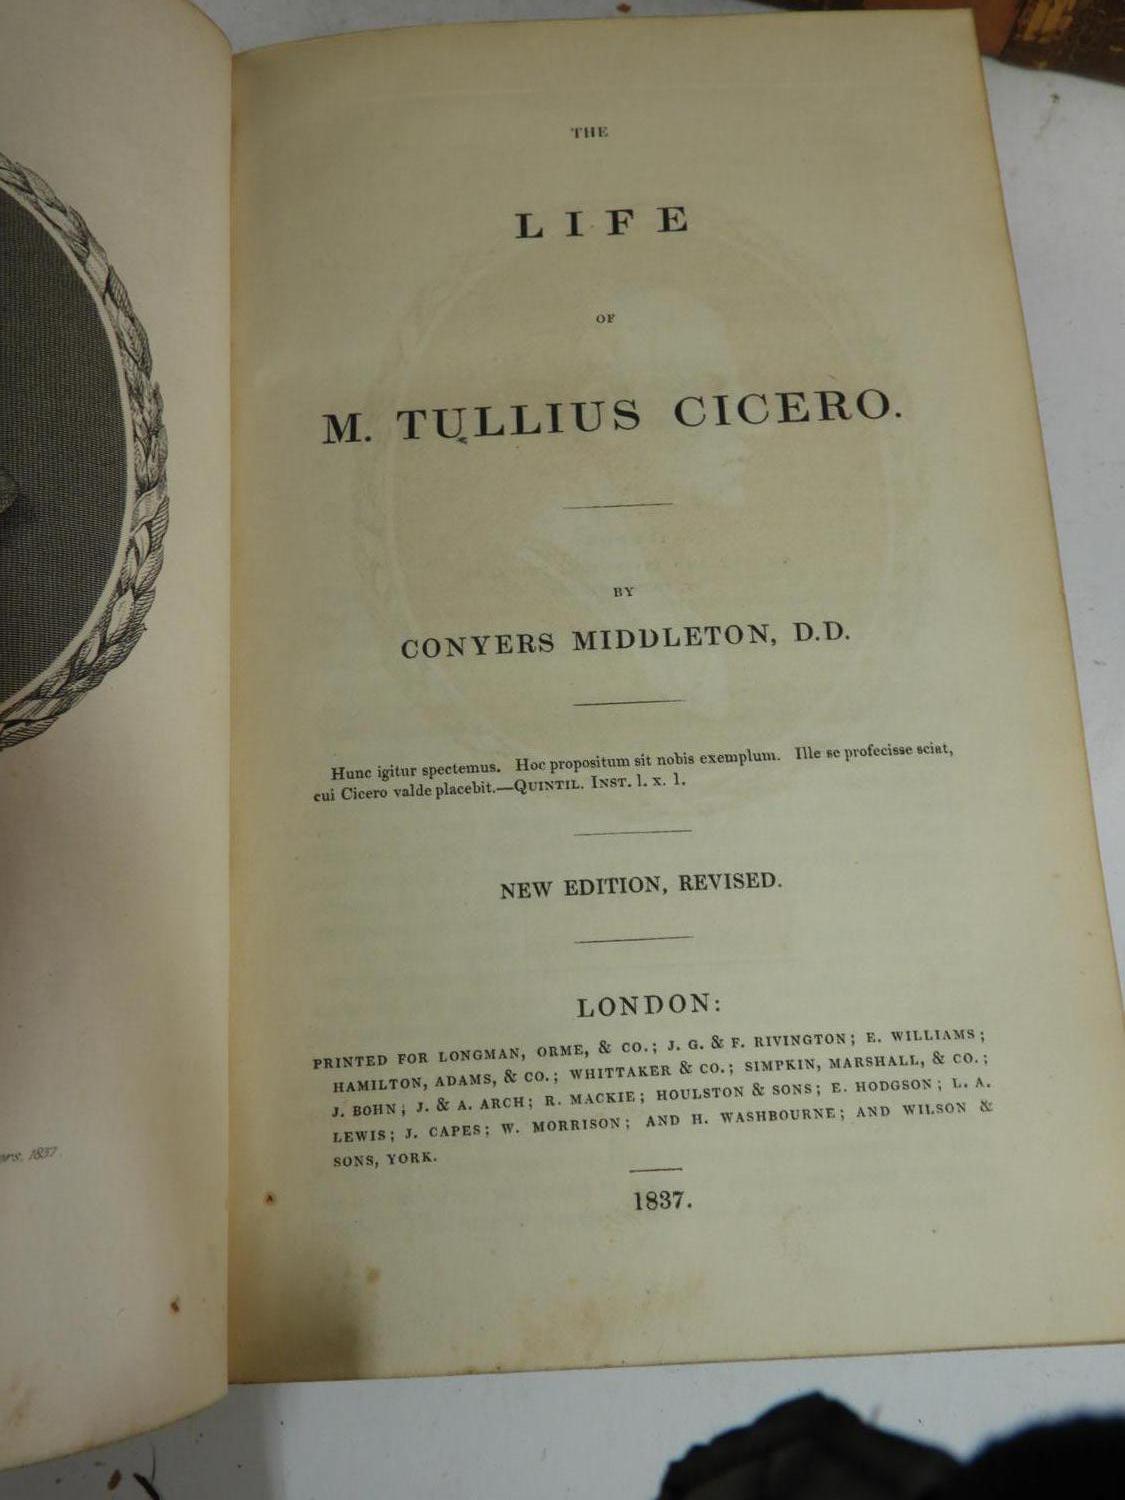 THE
LIFE
OF
M. TULLIUS CICERO.
BY
CONYERS MIDDLETON, D.D.
Hunc igitur spectemus. Hoc propositum sit nobis exemplum. Ille se profecisse sciat,
cui Cicero valde placebit.—QUINTIL. INST. l. x. 1.
NEW EDITION, REVISED.
LONDON:
PRINTED FOR LONGMAN, ORME, & CO.; J. G. & F. RIVINGTON; E. WILLIAMS;
HAMILTON, ADAMS, & CO.; WHITTAKER & CO.; SIMPKIN, MARSHALL, & CO.;
J. BOHN; J. & A. ARCH; R. MACKIE; HOULSTON & SONS; E. HODGSON; L. A.
LEWIS; J. CAPES; W. MORRISON; AND H. WASHBOURNE; AND WILSON &
SONS, YORK.
1837.
1837.